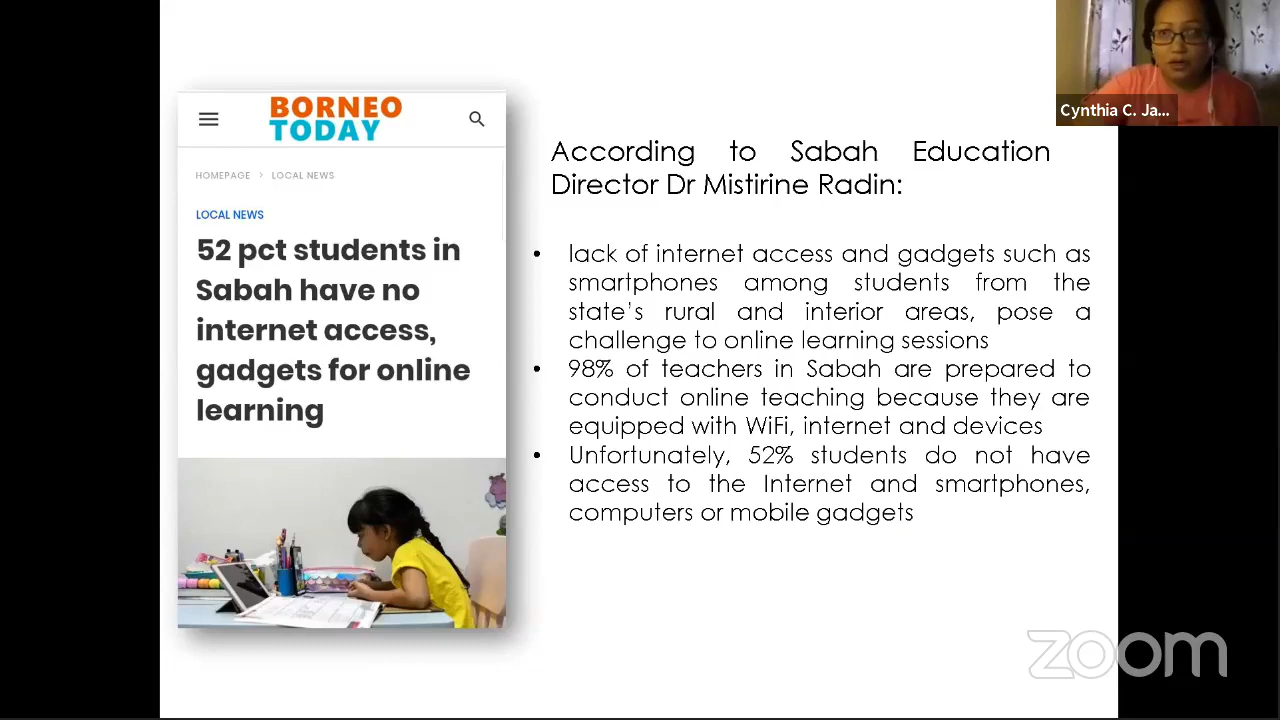 BORNEO
TODAY
HOMEPAGE > LOCAL NEWS
LOCAL NEWS
52 pct students in
Sabah have no
internet access,
gadgets for online
learning
According to Sabah Education
Director Dr Mistirine Radin:
• lack of internet access and gadgets such as
smartphones among students from the
state's rural and interior areas, pose a
challenge to online learning sessions
• 98% of teachers in Sabah are prepared to
conduct online teaching because they are
equipped with WiFi, internet and devices
• Unfortunately, 52% students do not have
access to the Internet and smartphones,
computers or mobile gadgets
Cynthia C. Ja...
zoom